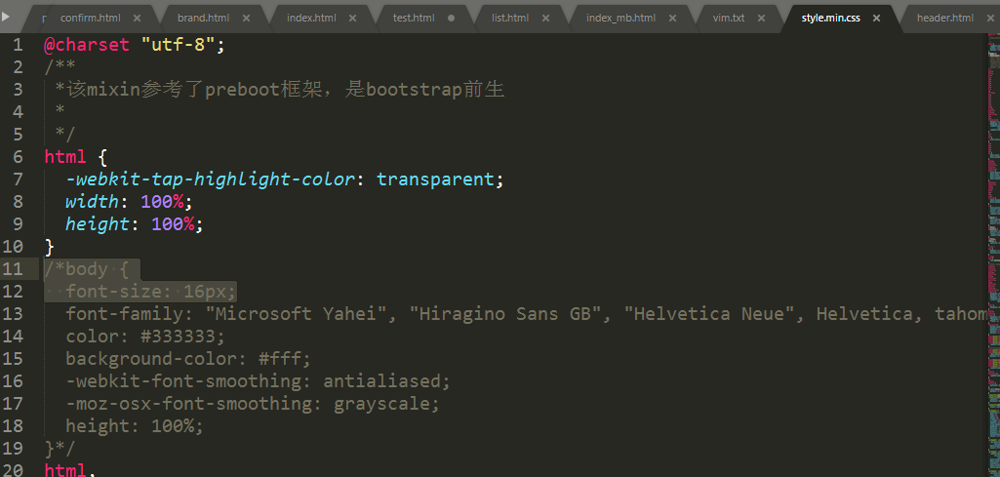 confirm.html
brand.html
index.html
test.html
list.html
index_mb.html
vim.txt
style.min.css
header.html
1 @charset "utf-8";
2 /**
3 *该mixin参考了preboot框架，是bootstrap前生
4 *
5 */
6 html {
7 -webkit-tap-highlight-color: transparent;
8 width: 100%;
9 height: 100%;
10 }
11 /*body {
12 font-size: 16px;
13 font-family: "Microsoft Yahei", "Hiragino Sans GB", "Helvetica Neue", Helvetica, tahom
14 color: #333333;
15 background-color: #fff;
16 -webkit-font-smoothing: antialiased;
17 -moz-osx-font-smoothing: grayscale;
18 height: 100%;
19 }*/
20 html,